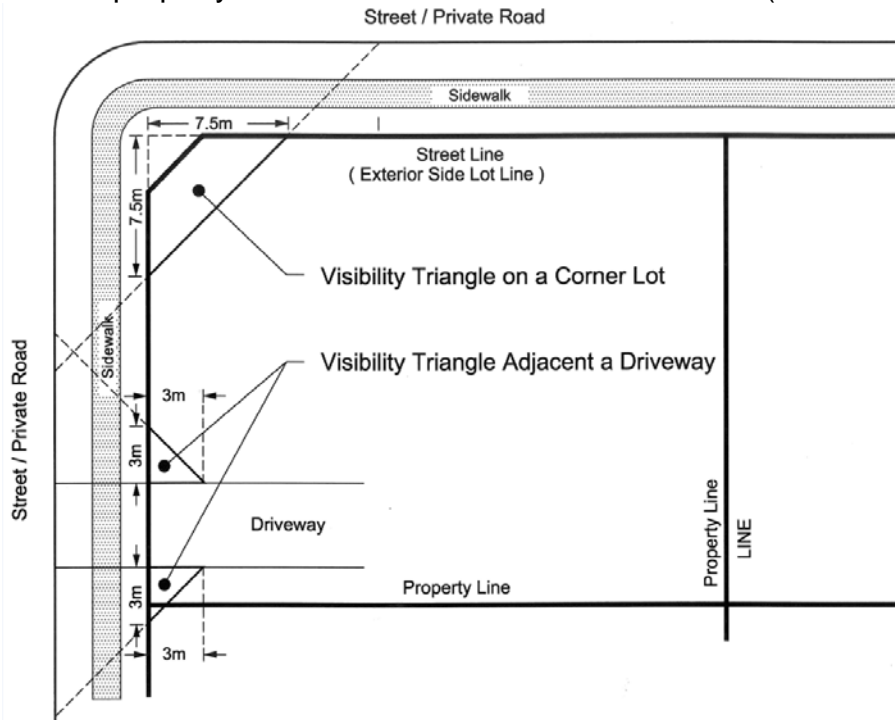 Street / Private Road
Sidewalk
7.5m
Street Line
( Exterior Side Lot Line )
7.5m
Visibility Triangle on a Corner Lot
Sidewalk
Visibility Triangle Adjacent a Driveway
3m
Street / Private Road
3m
Driveway
Property Line
LINE
Property Line
3m
3m